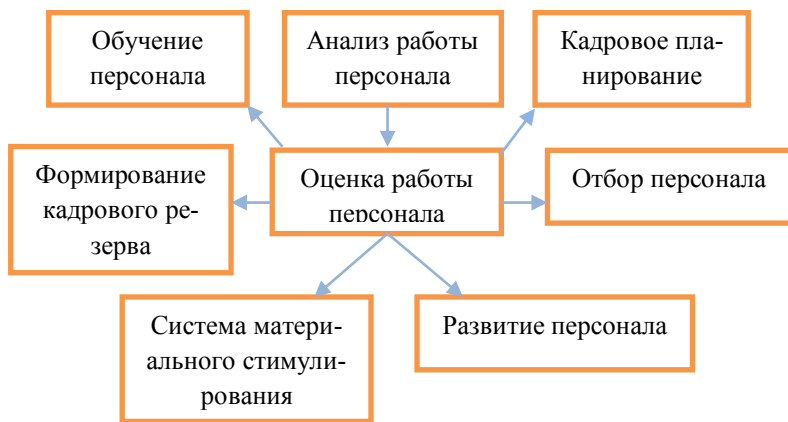 Обучение
персонала
Анализ работы
персонала
Кадровое пла-
нирование
Формирование
кадрового ре-
зерва
Оценка работы
персонала
Отбор персонала
Система матери-
ального стимули-
рования
Развитие персонала